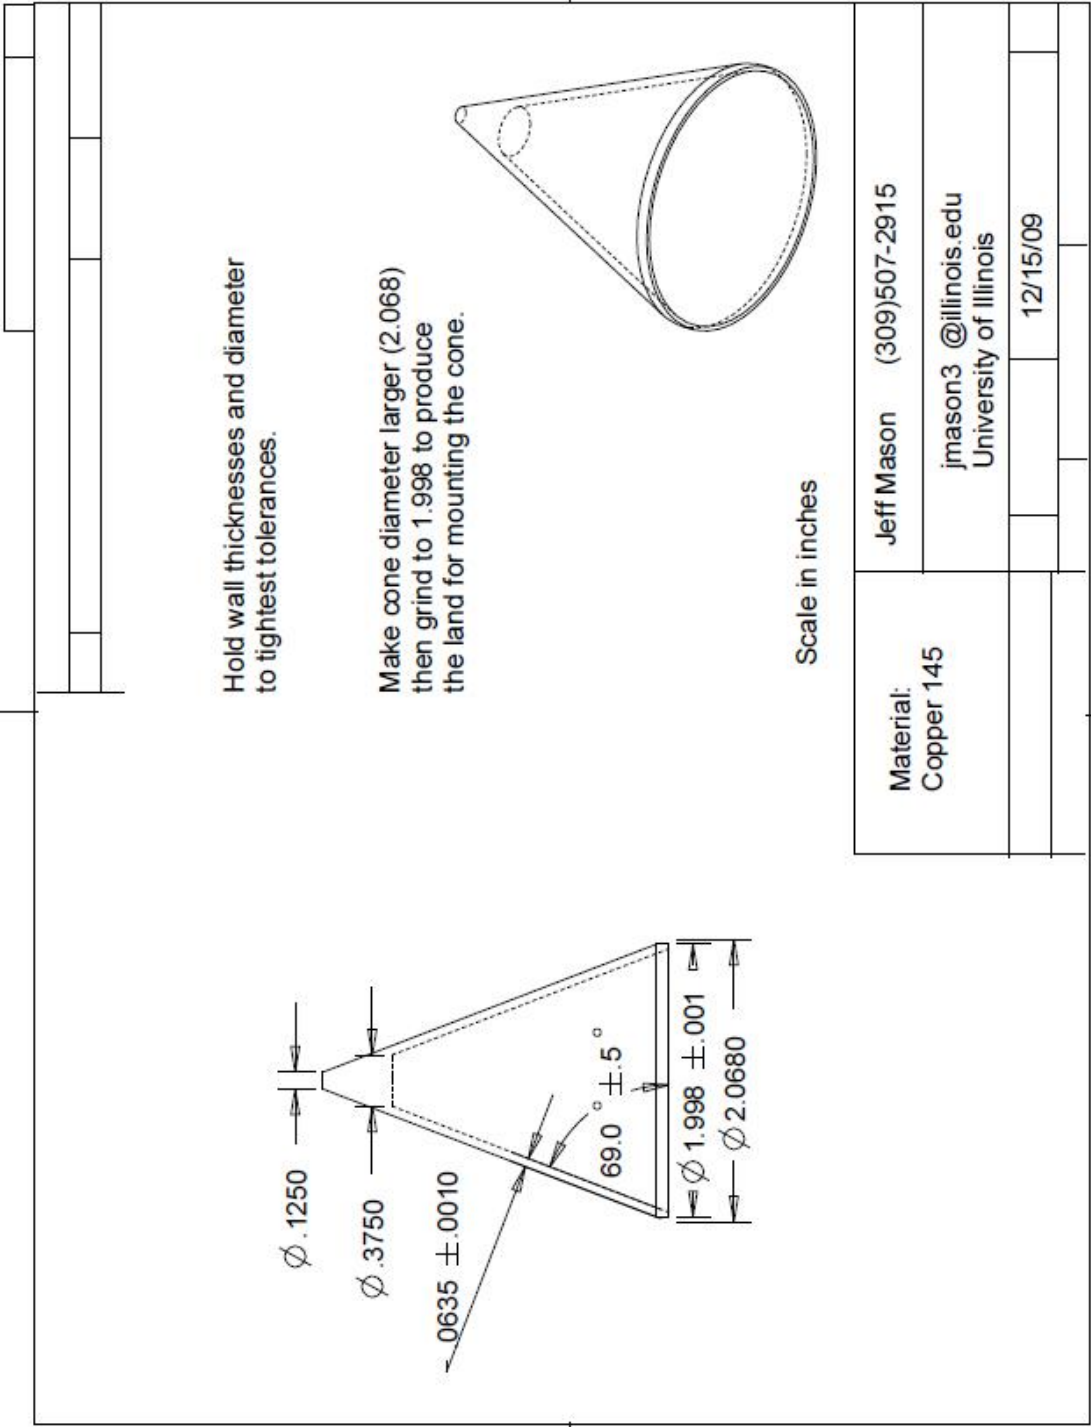 Ø.1250
Ø.3750
.0635 ±.0010
69.0° ±.5°
Ø1.998 ±.001
Ø2.0680
Hold wall thicknesses and diameter
to tightest tolerances.
Make cone diameter larger (2.068)
then grind to 1.998 to produce
the land for mounting the cone.
Scale in inches
Material:
Copper 145
Jeff Mason (309)507-2915
jmason3 @illinois.edu
University of Illinois
12/15/09